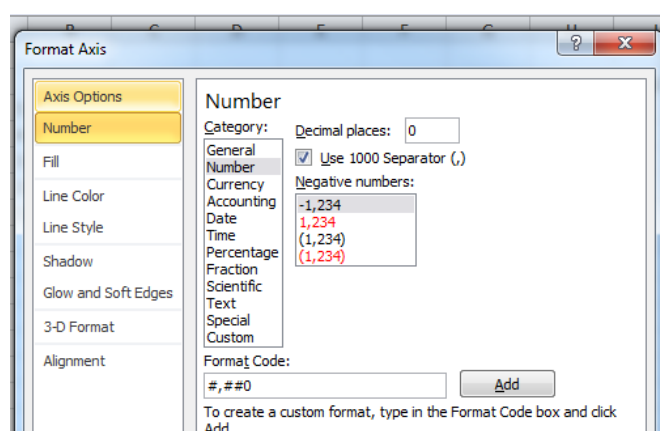 Format Axis
Axis Options
Number
Fill
Line Color
Line Style
Shadow
Glow and Soft Edges
3-D Format
Alignment
Number
Category:
General
Number
Currency
Accounting
Date
Time
Percentage
Fraction
Scientific
Text
Special
Custom
Decimal places: 0
Use 1000 Separator (,)
Negative numbers:
-1,234
1,234
(1,234)
(1,234)
Format Code:
#,##0
Add
To create a custom format, type in the Format Code box and click
Add